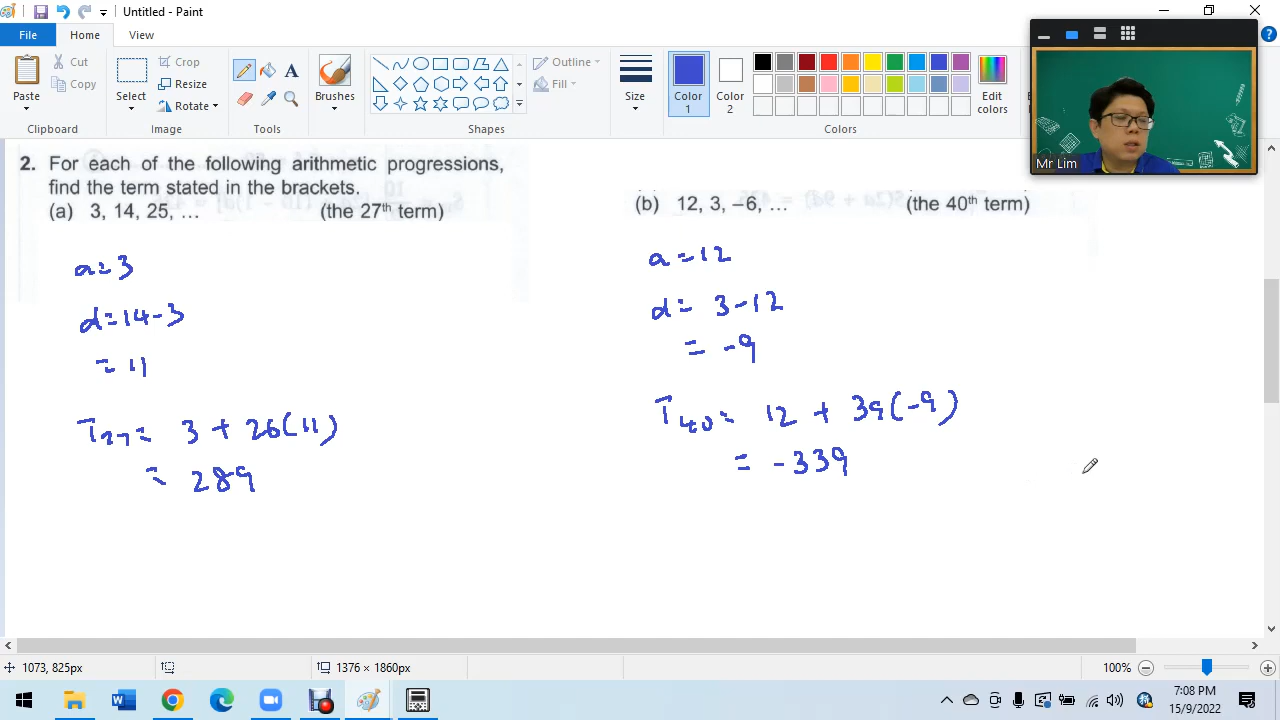 Untitled - Paint
File
Home
View
Paste
Cut
Copy
Clipboard
Select
Crop
Resize
Rotate
Image
Tools
Brushes
Shapes
Outline
Fill
Size
Color 1
Color 2
Colors
Edit colors
Mr Lim
2. For each of the following arithmetic progressions,
find the term stated in the brackets.
(a) 3, 14, 25, … (the 27th term)
a = 3
d = 14 - 3
= 11
T27 = 3 + 26(11)
= 289
(b) 12, 3, −6, … (the 40th term)
a = 12
d = 3 - 12
= -9
T40 = 12 + 39(-9)
= -339
1073, 825px
1376 × 1860px
100%
7:08 PM
15/9/2022